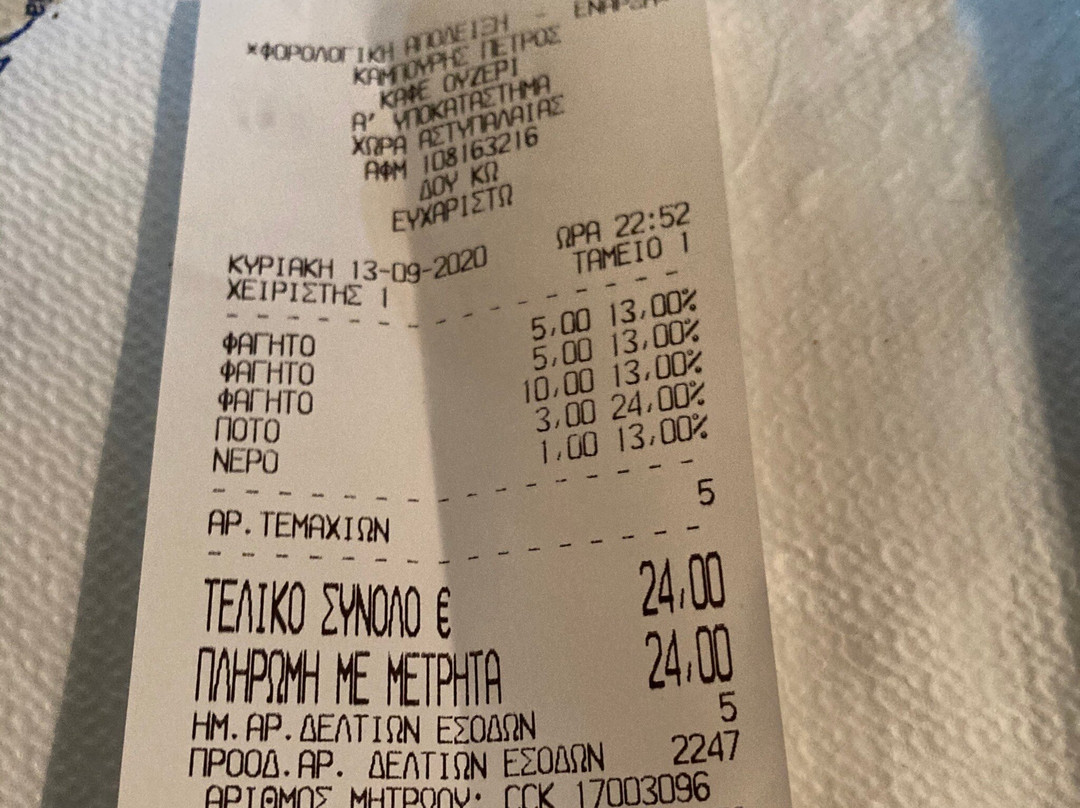 *ΦΟΡΟΛΟΓΙΚΗ ΑΠΟΔΕΙΞΗ - ΕΝΑΡΞΗ*
ΚΑΜΠΟΥΡΗΣ ΠΕΤΡΟΣ
ΚΑΦΕ ΟΥΖΕΡΙ
Α' ΥΠΟΚΑΤΑΣΤΗΜΑ
ΧΩΡΑ ΑΣΤΥΠΑΛΑΙΑΣ
ΑΦΜ 108163216
ΔΟΥ ΚΩ
ΕΥΧΑΡΙΣΤΩ
ΚΥΡΙΑΚΗ 13-09-2020 ΩΡΑ 22:52
ΧΕΙΡΙΣΤΗΣ 1 ΤΑΜΕΙΟ 1
ΦΑΓΗΤΟ 5,00 13,00%
ΦΑΓΗΤΟ 5,00 13,00%
ΦΑΓΗΤΟ 10,00 13,00%
ΠΟΤΟ 3,00 24,00%
ΝΕΡΟ 1,00 13,00%
ΑΡ.ΤΕΜΑΧΙΩΝ 5
ΤΕΛΙΚΟ ΣΥΝΟΛΟ € 24,00
ΠΛΗΡΩΜΗ ΜΕ ΜΕΤΡΗΤΑ 24,00
ΗΜ.ΑΡ.ΔΕΛΤΙΩΝ ΕΣΟΔΩΝ 5
ΠΡΟΟΔ.ΑΡ. ΔΕΛΤΙΩΝ ΕΣΟΔΩΝ 2247
ΑΡΙΘΜΟΣ ΜΗΤΡΩΟΥ: CCK 17003096